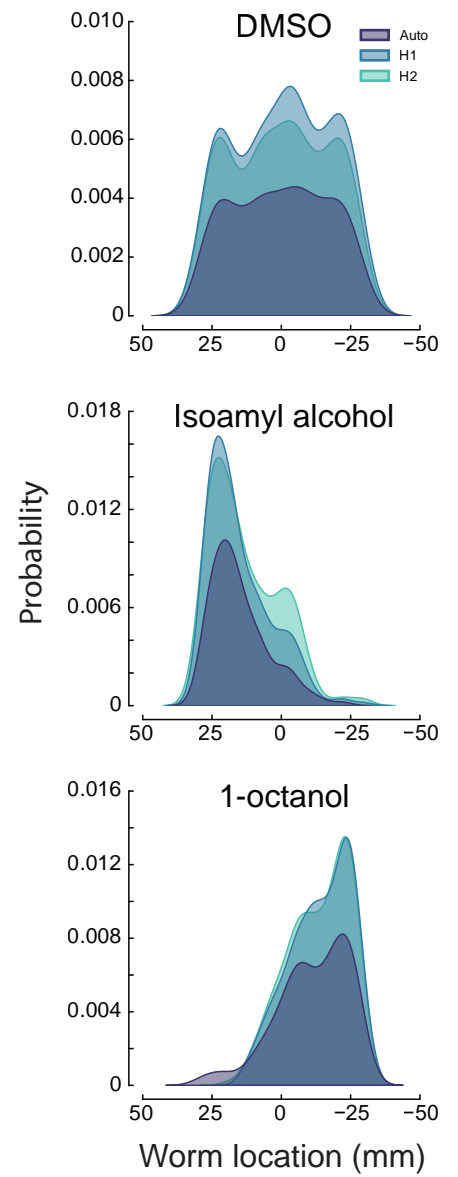 DMSO
Auto
H1
H2
0.010
0.008
0.006
0.004
0.002
0
50 25 0 −25 −50
Isoamyl alcohol
0.018
0.012
0.006
0
50 25 0 −25 −50
Probability
1-octanol
0.016
0.012
0.008
0.004
0
50 25 0 −25 −50
Worm location (mm)